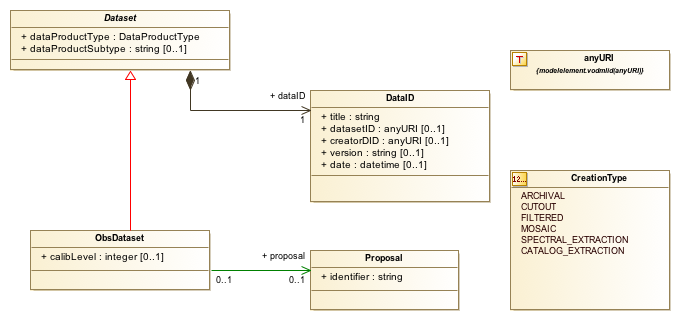 Dataset
+ dataProductType : DataProductType
+ dataProductSubtype : string [0..1]
1
+ dataID
1
DataID
+ title : string
+ datasetID : anyURI [0..1]
+ creatorDID : anyURI [0..1]
+ version : string [0..1]
+ date : datetime [0..1]
T
anyURI
{modelelement.vodmlid(anyURI)}
12...
CreationType
ARCHIVAL
CUTOUT
FILTERED
MOSAIC
SPECTRAL_EXTRACTION
CATALOG_EXTRACTION
ObsDataset
+ calibLevel : integer [0..1]
+ proposal
0..1
0..1
Proposal
+ identifier : string